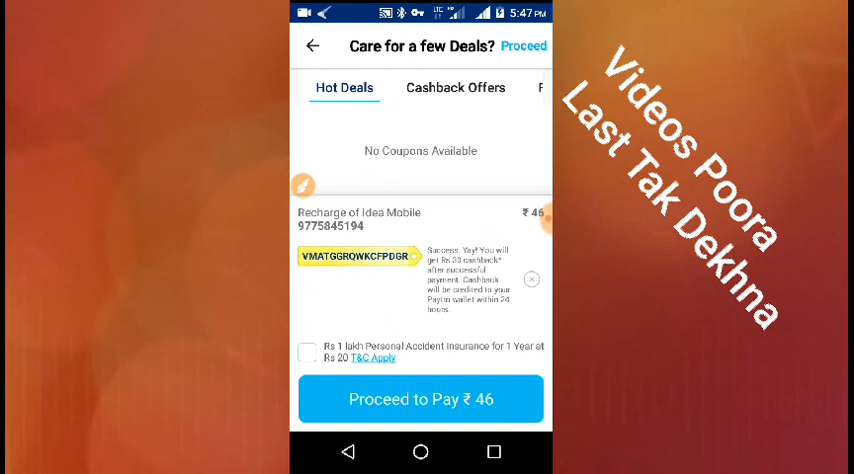 LTE
5:47 PM
Care for a few Deals?
Proceed
Hot Deals
Cashback Offers
F
No Coupons Available
Recharge of Idea Mobile
₹ 46
9775845194
VMATGGRQWKCFPDGR
Success. Yay! You will
get Rs.30 cashback*
after successful
payment. Cashback
will be credited to your
Paytm wallet within 24
hours.
Rs 1 lakh Personal Accident Insurance for 1 Year at
Rs 20 T&C Apply
Proceed to Pay ₹ 46
Videos Poora
Last Tak Dekhna